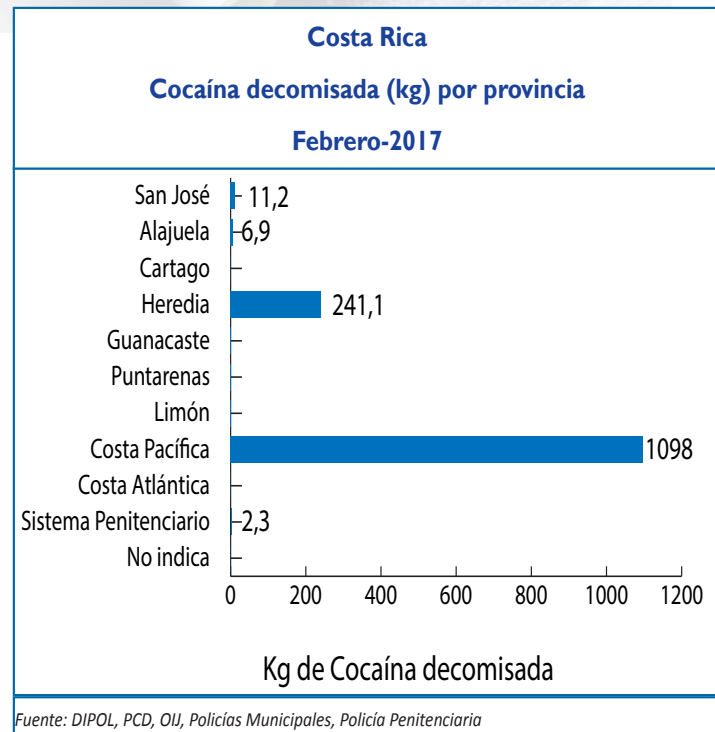 Costa Rica
Cocaína decomisada (kg) por provincia
Febrero-2017
San José 11,2
Alajuela 6,9
Cartago
Heredia 241,1
Guanacaste
Puntarenas
Limón
Costa Pacífica 1098
Costa Atlántica
Sistema Penitenciario 2,3
No indica
0 200 400 600 800 1000 1200
Kg de Cocaína decomisada
Fuente: DIPOL, PCD, OIJ, Policías Municipales, Policía Penitenciaria